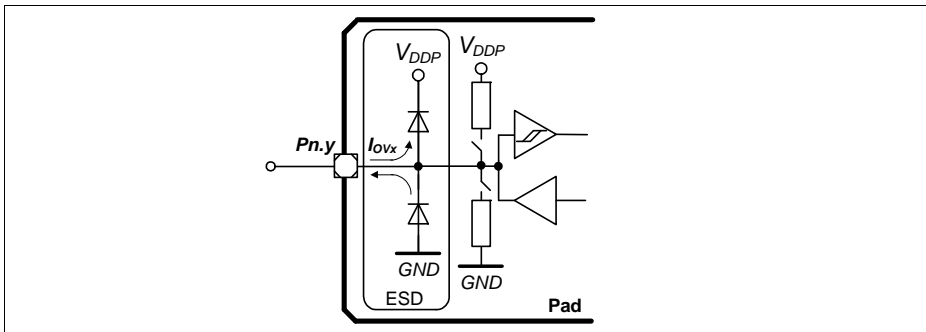 V_DDP V_DDP
Pn.y I_OVx
GND
GND
ESD
Pad